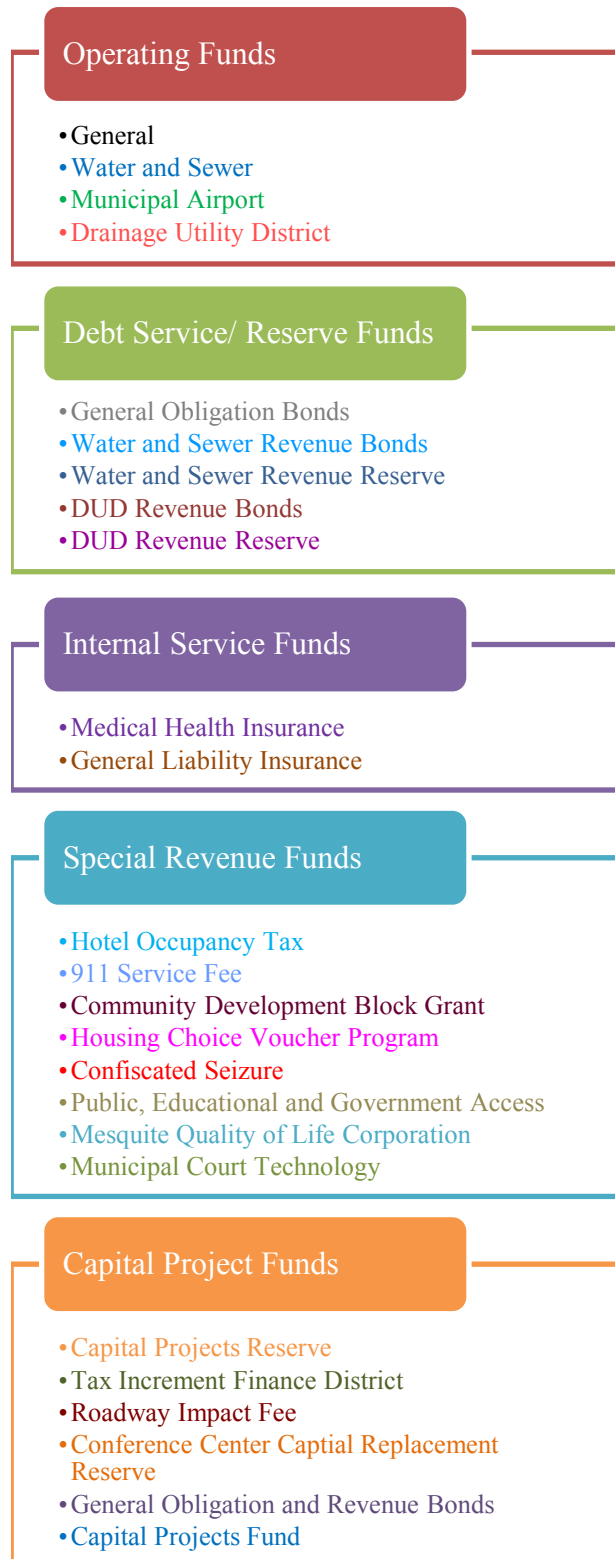 Operating Funds
•General
•Water and Sewer
•Municipal Airport
•Drainage Utility District
Debt Service/ Reserve Funds
•General Obligation Bonds
•Water and Sewer Revenue Bonds
•Water and Sewer Revenue Reserve
•DUD Revenue Bonds
•DUD Revenue Reserve
Internal Service Funds
•Medical Health Insurance
•General Liability Insurance
Special Revenue Funds
•Hotel Occupancy Tax
•911 Service Fee
•Community Development Block Grant
•Housing Choice Voucher Program
•Confiscated Seizure
•Public, Educational and Government Access
•Mesquite Quality of Life Corporation
•Municipal Court Technology
Capital Project Funds
•Capital Projects Reserve
•Tax Increment Finance District
•Roadway Impact Fee
•Conference Center Captial Replacement
Reserve
•General Obligation and Revenue Bonds
•Capital Projects Fund